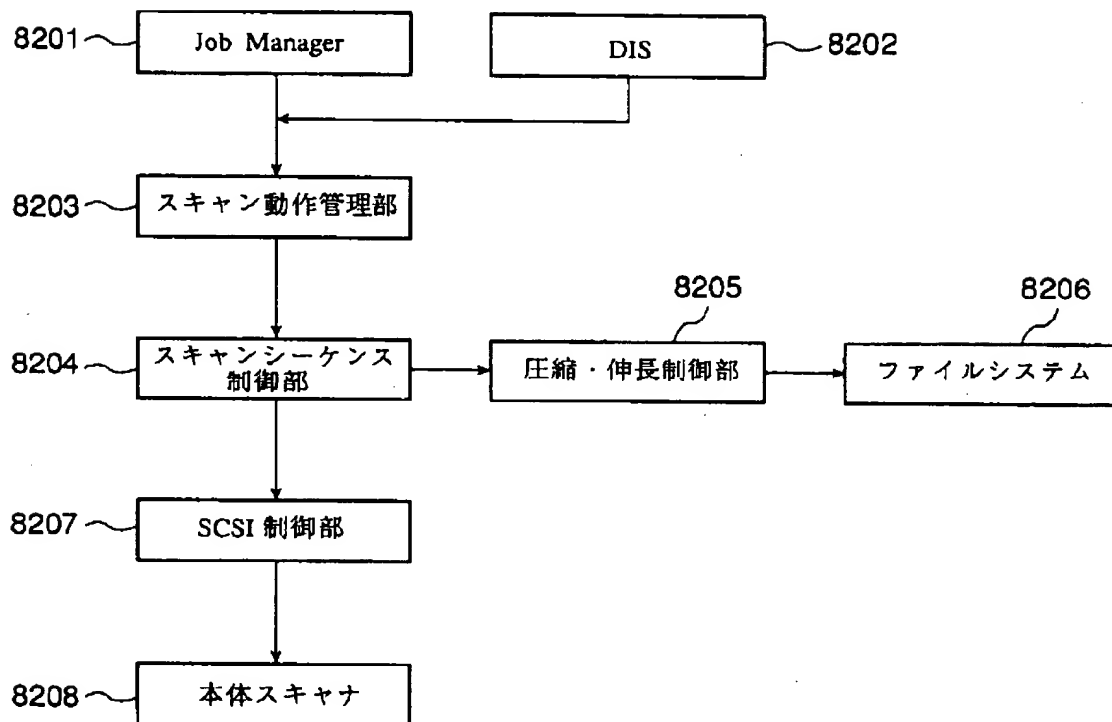 8201
Job Manager
DIS
8202
8203
スキャン動作管理部
8204
スキャンシーケンス
制御部
8205
圧縮・伸長制御部
8206
ファイルシステム
8207
SCSI 制御部
8208
本体スキャナ